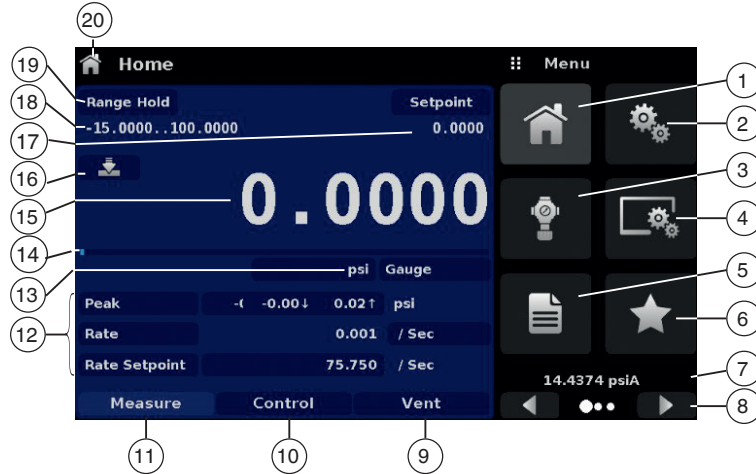 20
Home
Menu
19
Range Hold
Setpoint
1
18
-15.0000..100.0000
0.0000
2
17
16
3
15
0.0000
4
14
13
psi Gauge
5
12
Peak
-( -0.00↓ 0.02↑ psi
6
Rate
0.001 / Sec
Rate Setpoint
75.750 / Sec
7
14.4374 psiA
Measure
Control
Vent
8
11
10
9